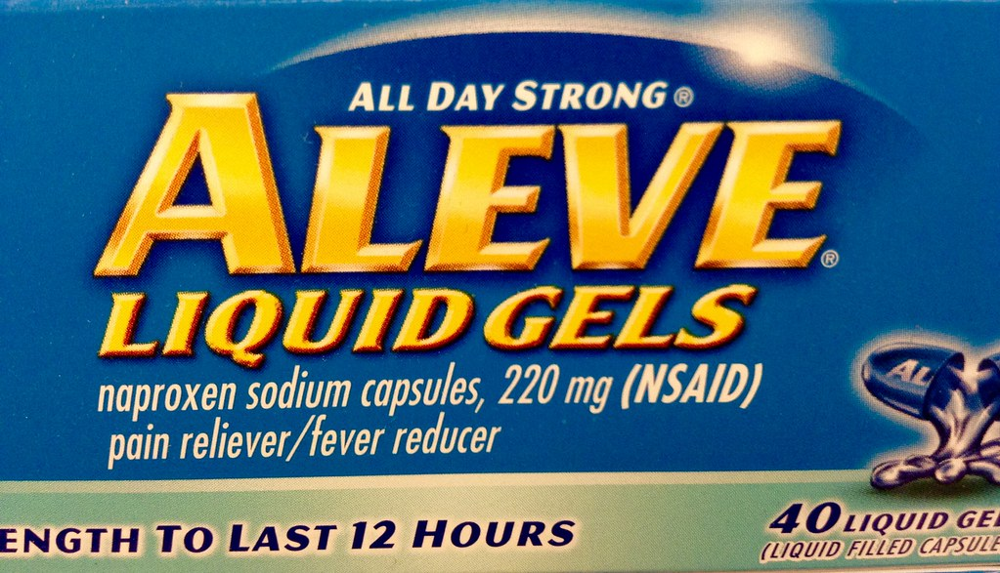 ALL DAY STRONG®
ALEVE®
LIQUID GELS
naproxen sodium capsules, 220 mg (NSAID)
pain reliever/fever reducer
AL
ENGTH TO LAST 12 HOURS
40 LIQUID GEL
(LIQUID FILLED CAPSULE